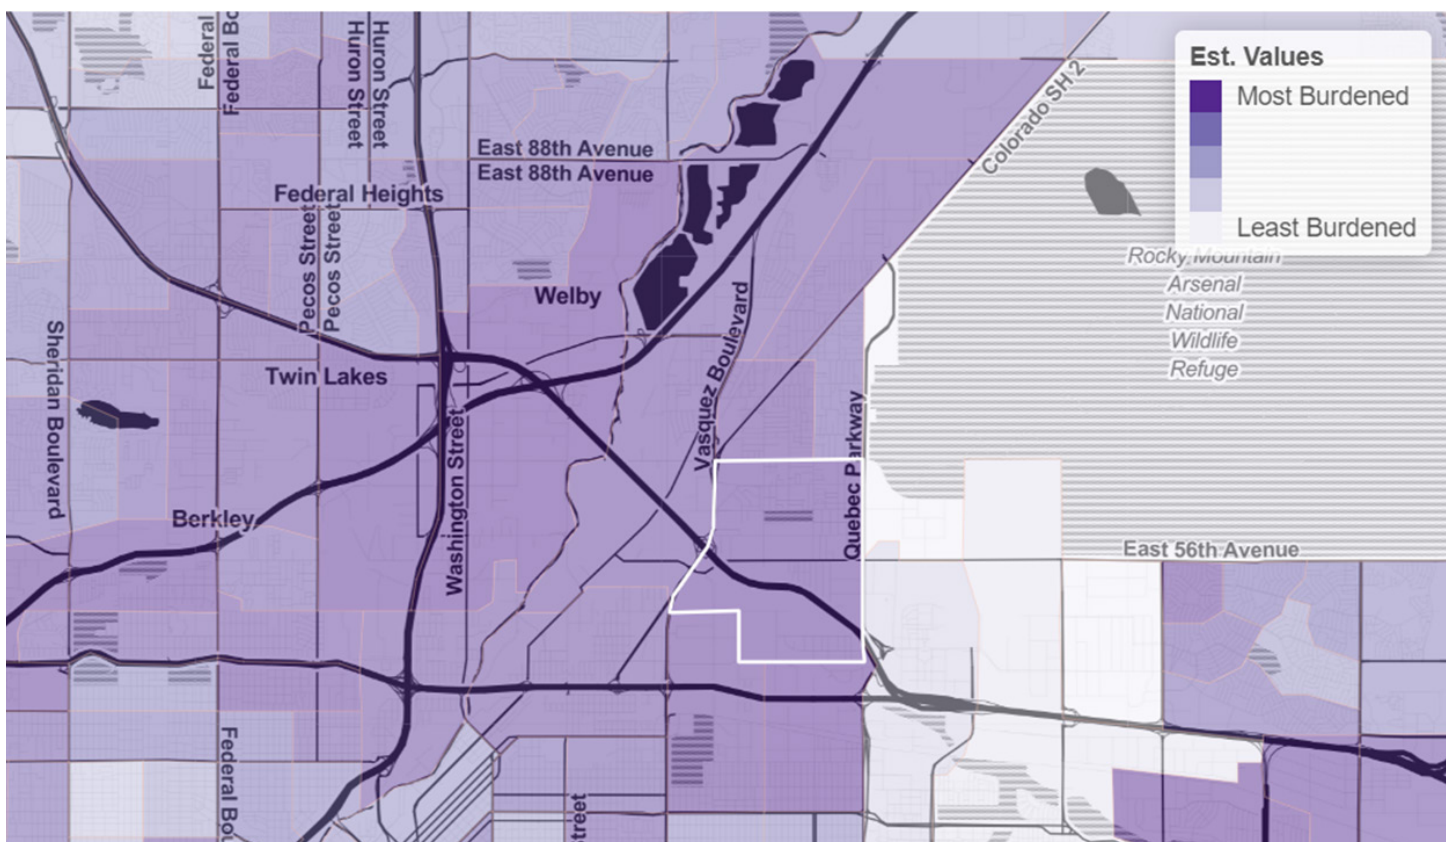 Federal
Federal Bo
Huron Street
Huron Street
Est. Values
Most Burdened
Least Burdened
Colorado SH 2
East 88th Avenue
East 88th Avenue
Federal Heights
Pecos Street
Pecos Street
Rocky Mountain
Arsenal
National
Wildlife
Refuge
Welby
Sheridan Boulevard
Twin Lakes
Vasquez Boulevard
Washington Street
Quebec Parkway
Berkley
East 56th Avenue
Federal Bou
treet